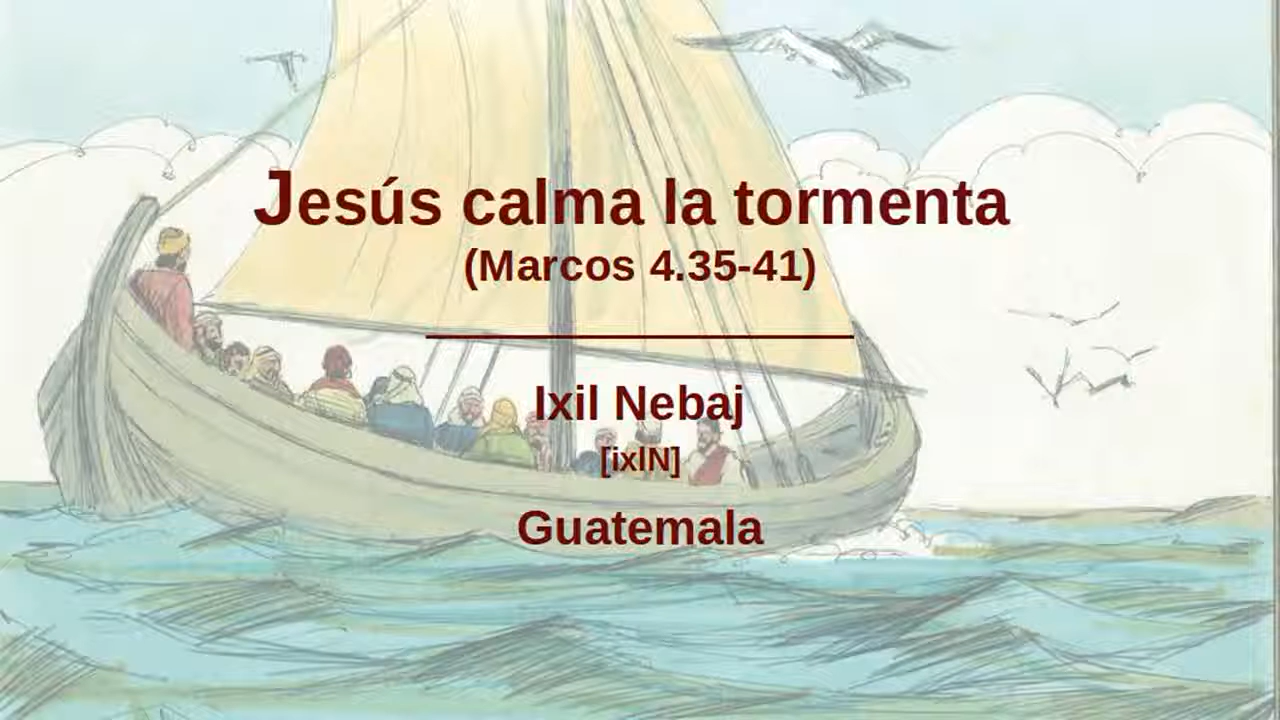 Jesús calma la tormenta
(Marcos 4.35-41)
Ixil Nebaj
[ixlN]
Guatemala